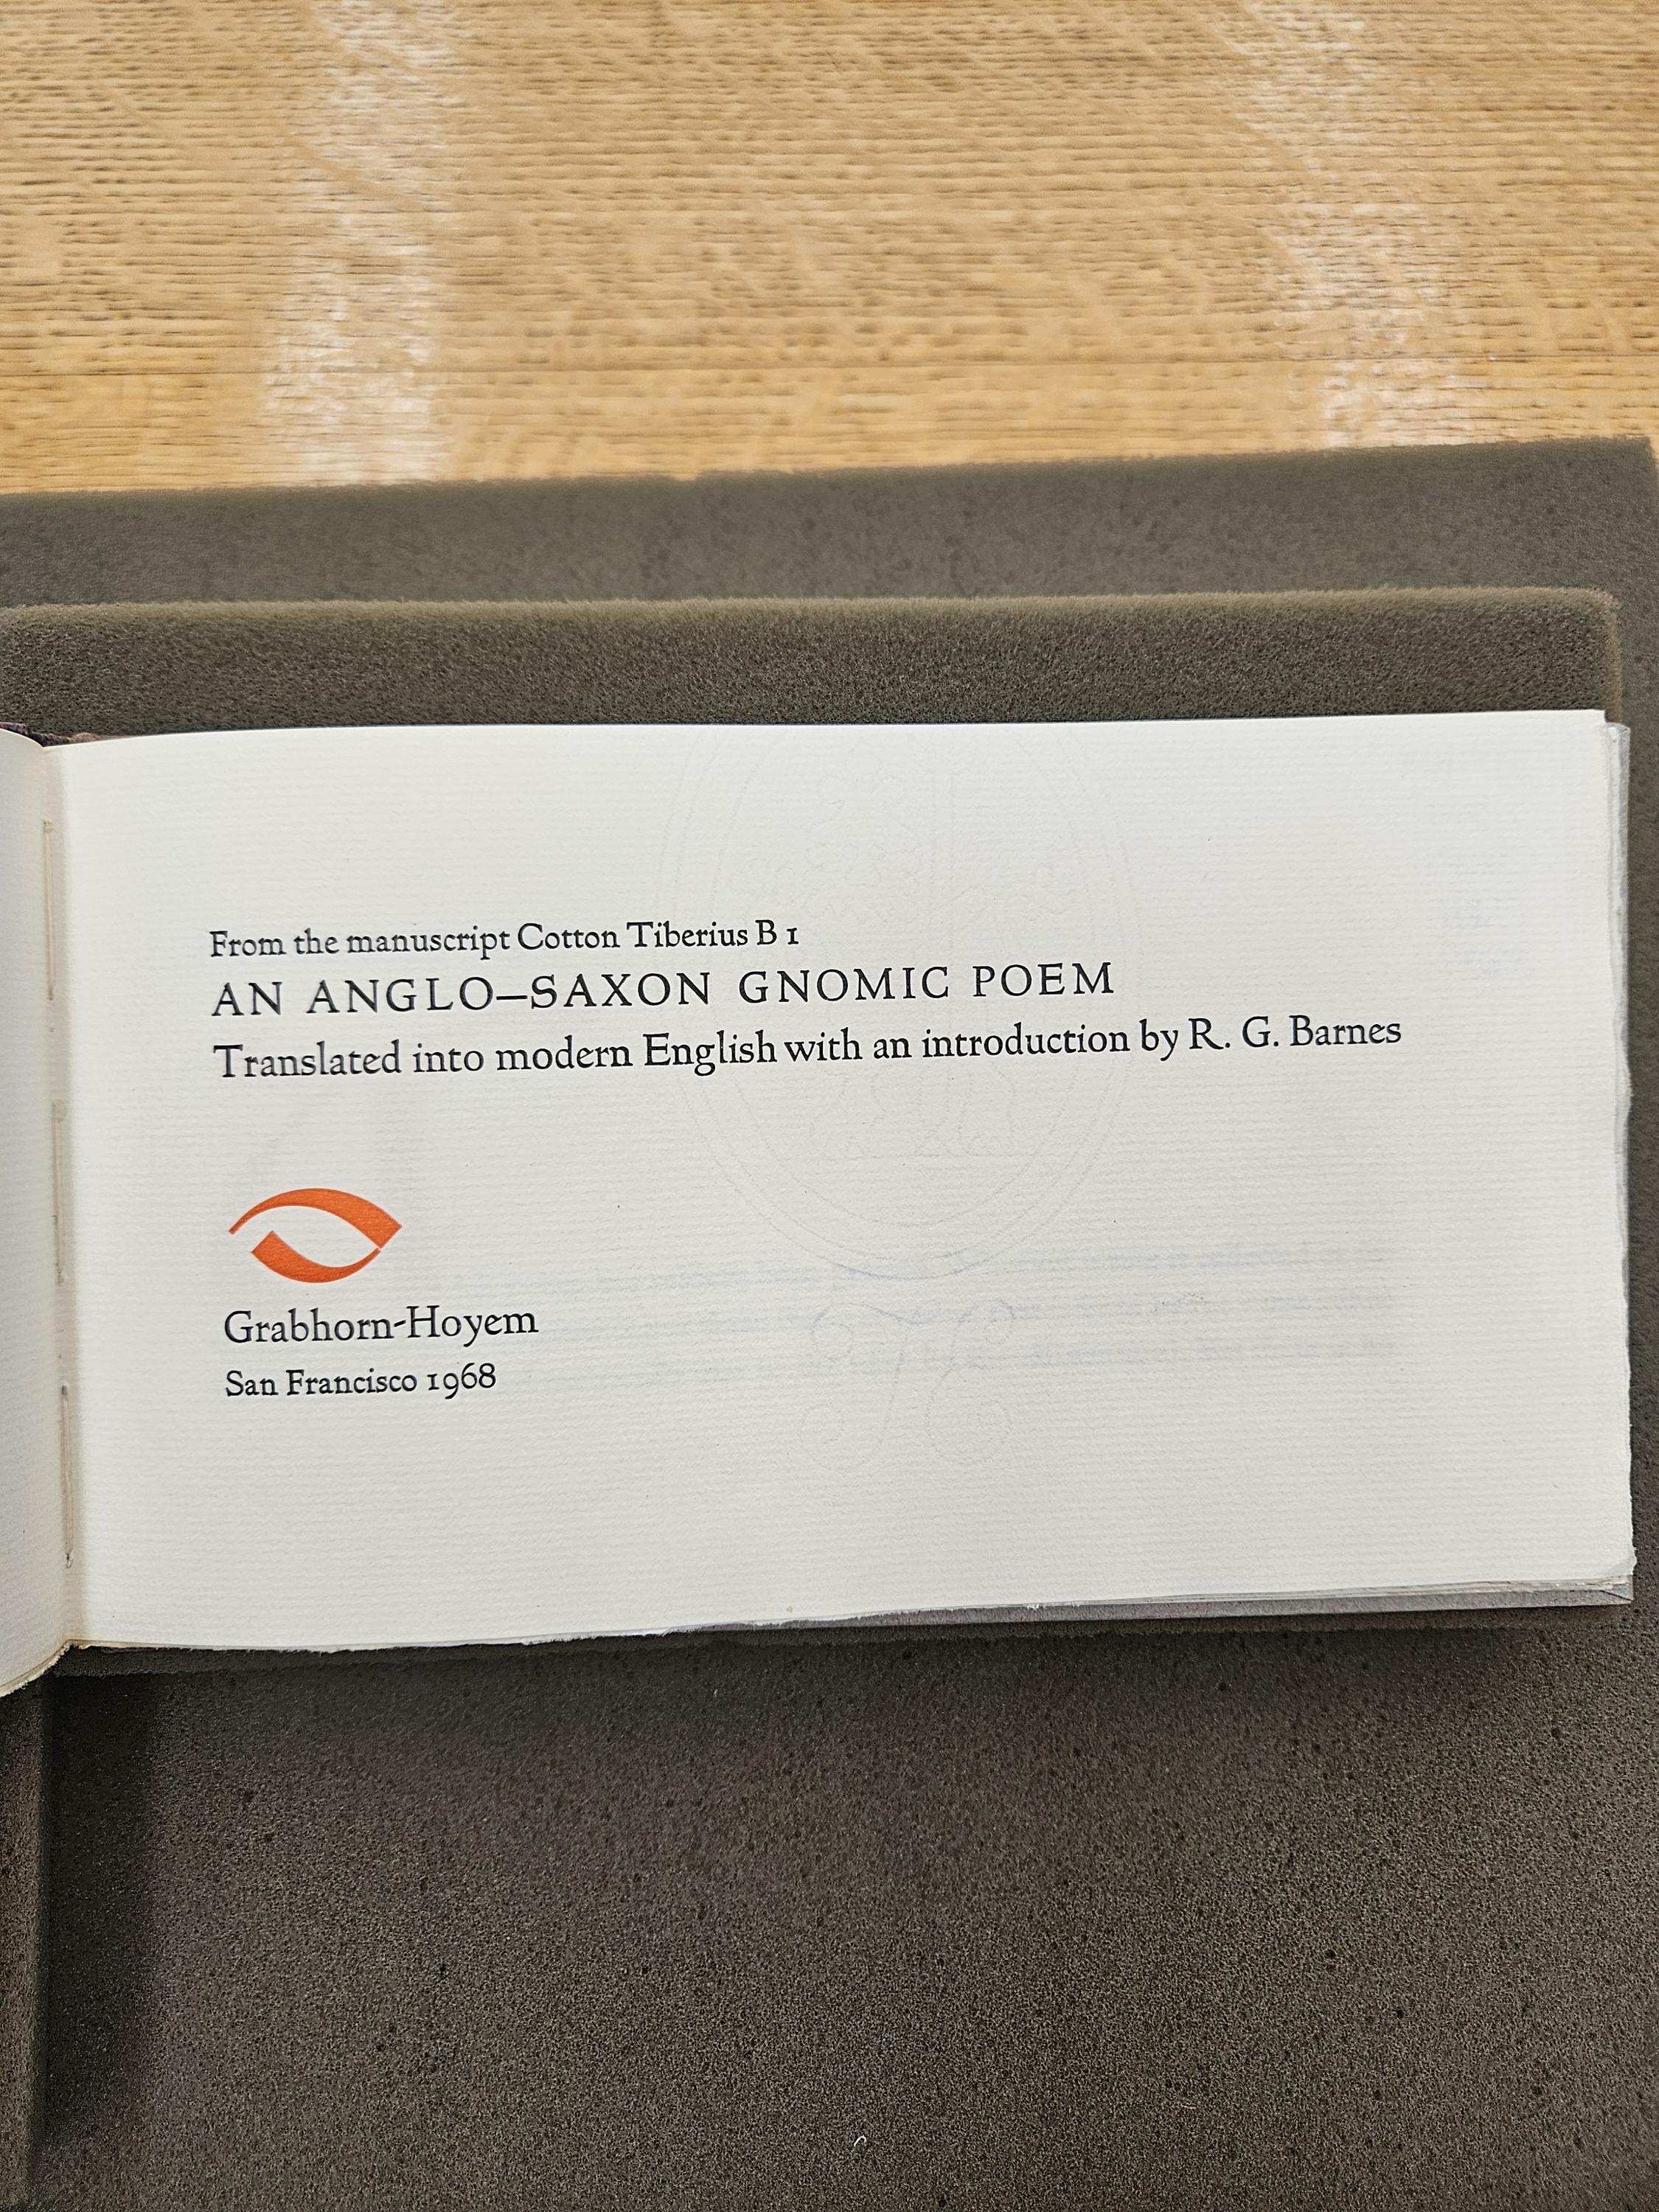 From the manuscript Cotton Tiberius B 1
AN ANGLO—SAXON GNOMIC POEM
Translated into modern English with an introduction by R. G. Barnes
Grabhorn-Hoyem
San Francisco 1968